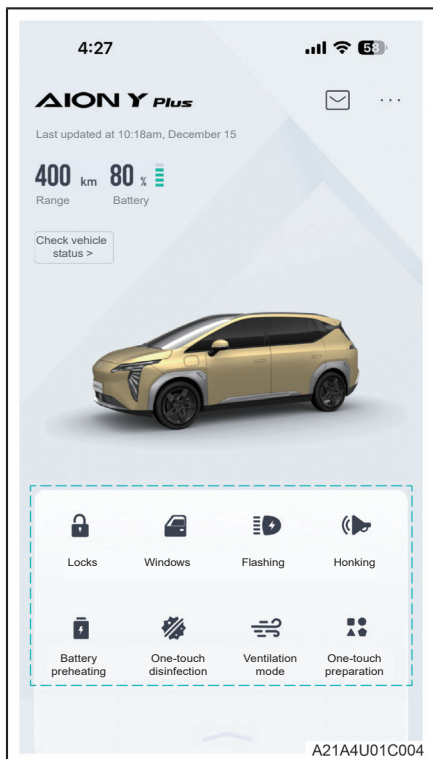 4:27 58
AION Y Plus
Last updated at 10:18am, December 15
400 km 80 %
Range Battery
Check vehicle
status >
Locks Windows Flashing Honking
Battery
preheating
One-touch
disinfection
Ventilation
mode
One-touch
preparation
A21A4U01C004